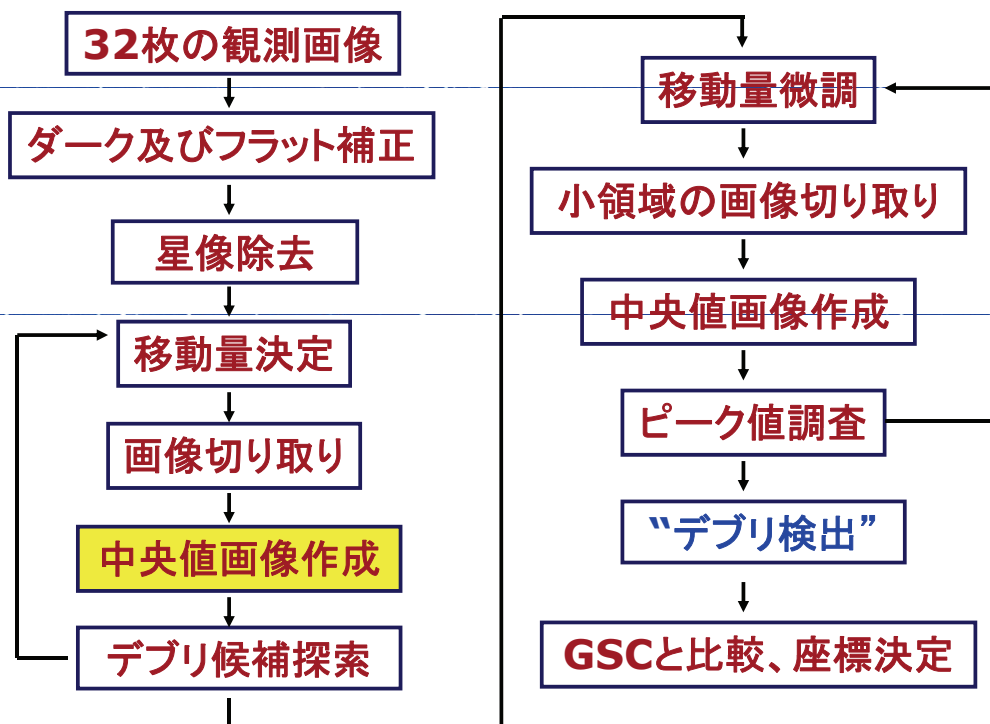 32枚の観測画像
ダーク及びフラット補正
星像除去
移動量決定
画像切り取り
中央値画像作成
デブリ候補探索
移動量微調
小領域の画像切り取り
中央値画像作成
ピーク値調査
“デブリ検出”
GSCと比較、座標決定